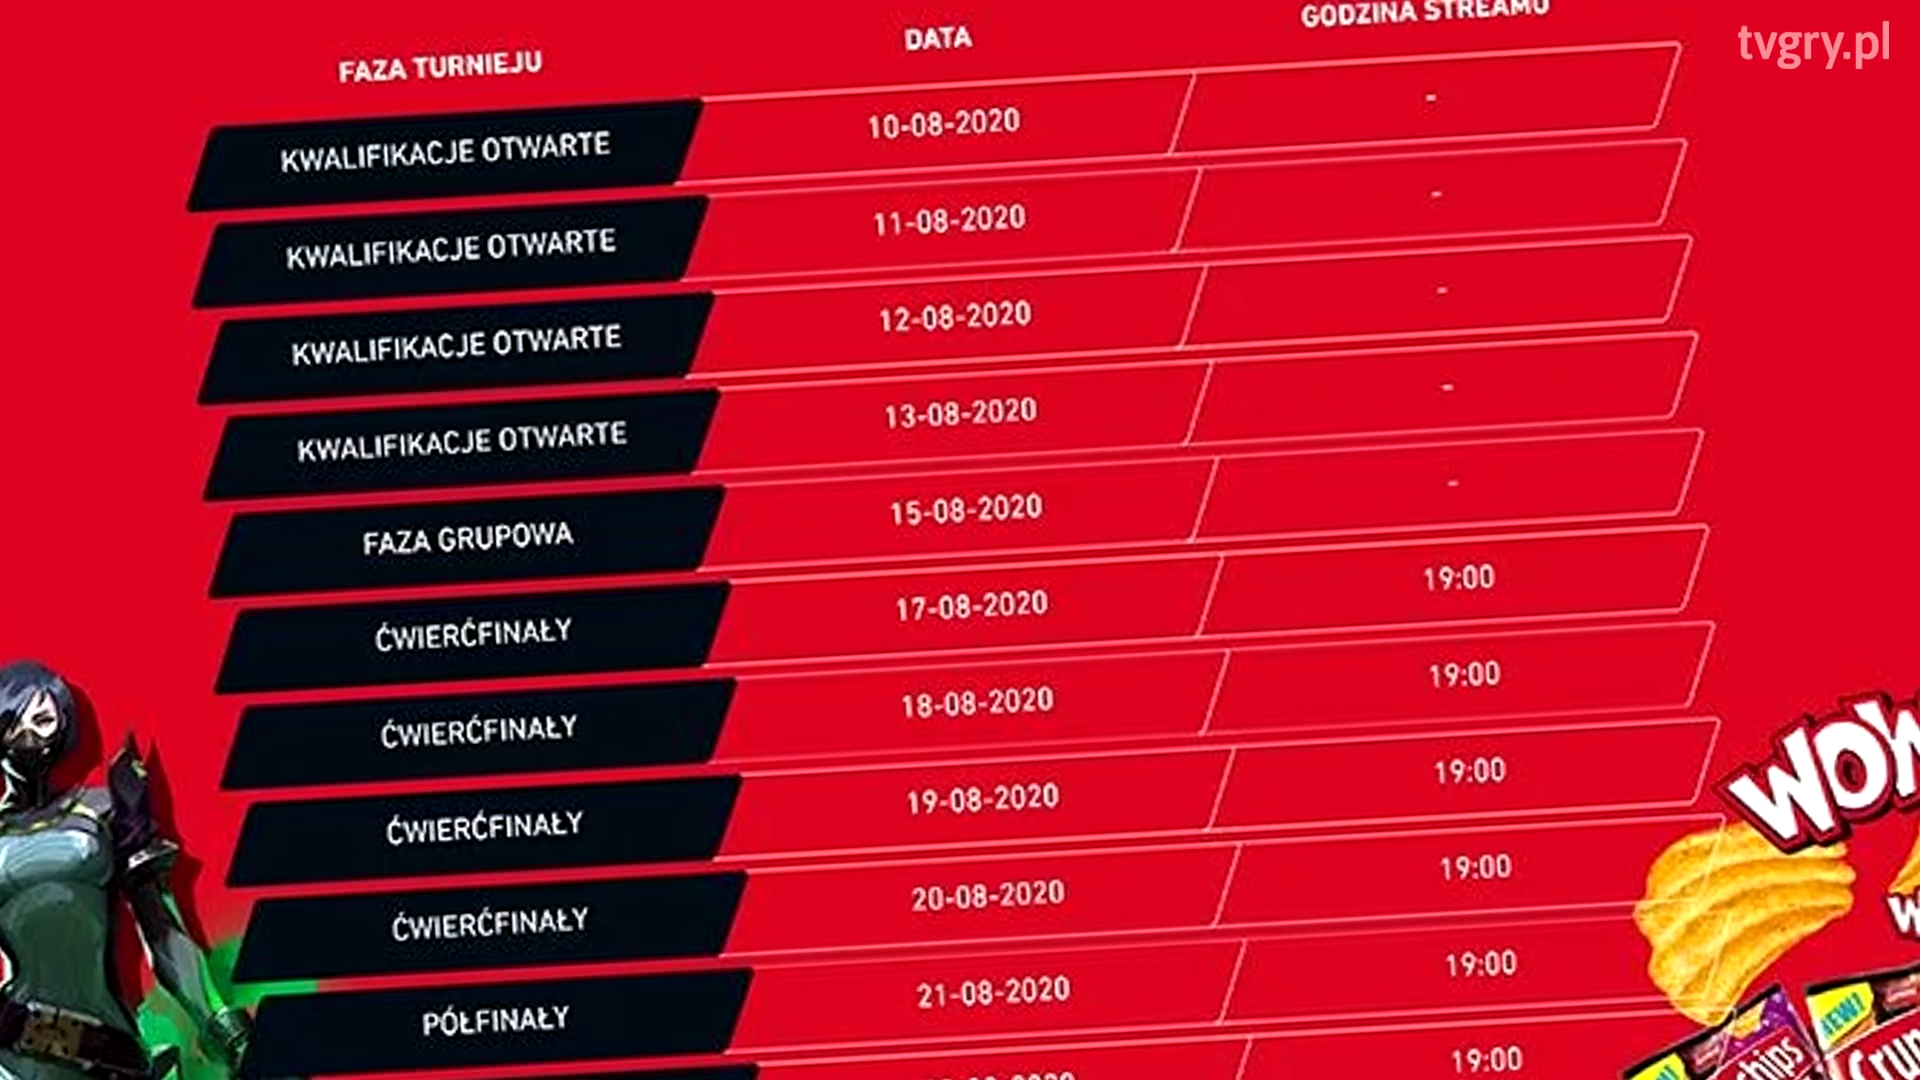 tvgry.pl
FAZA TURNIEJU DATA GODZINA STREAMU
KWALIFIKACJE OTWARTE 10-08-2020 -
KWALIFIKACJE OTWARTE 11-08-2020 -
KWALIFIKACJE OTWARTE 12-08-2020 -
KWALIFIKACJE OTWARTE 13-08-2020 -
FAZA GRUPOWA 15-08-2020 -
ĆWIERĆFINAŁY 17-08-2020 19:00
ĆWIERĆFINAŁY 18-08-2020 19:00
ĆWIERĆFINAŁY 19-08-2020 19:00
ĆWIERĆFINAŁY 20-08-2020 19:00
PÓŁFINAŁY 21-08-2020 19:00
19:00
WOW
NEW!